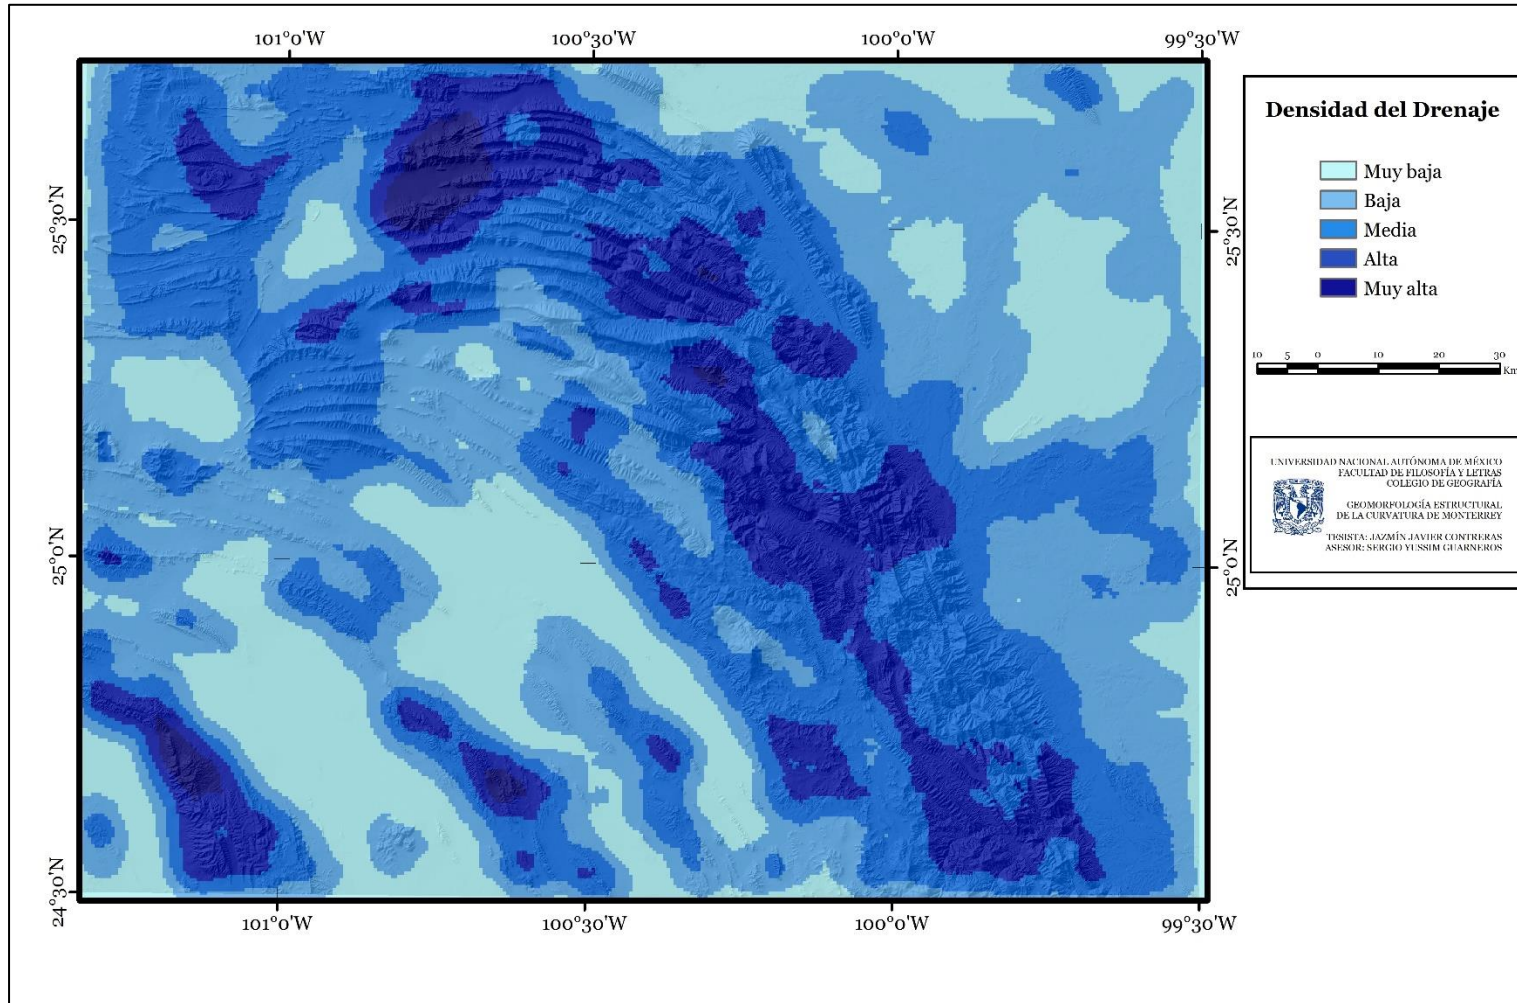 101°0'W 100°30'W 100°0'W 99°30'W
25°30'N
25°0'N
24°30'N
25°30'N
25°0'N
101°0'W 100°30'W 100°0'W 99°30'W
Densidad del Drenaje
Muy baja
Baja
Media
Alta
Muy alta
10 5 0 10 20 30
Km
UNIVERSIDAD NACIONAL AUTÓNOMA DE MÉXICO
FACULTAD DE FILOSOFÍA Y LETRAS
COLEGIO DE GEOGRAFÍA
GEOMORFOLOGÍA ESTRUCTURAL
DE LA CURVATURA DE MONTERREY
TESISTA: JAZMÍN JAVIER CONTRERAS
ASESOR: SERGIO YUSSIM GUARNEROS